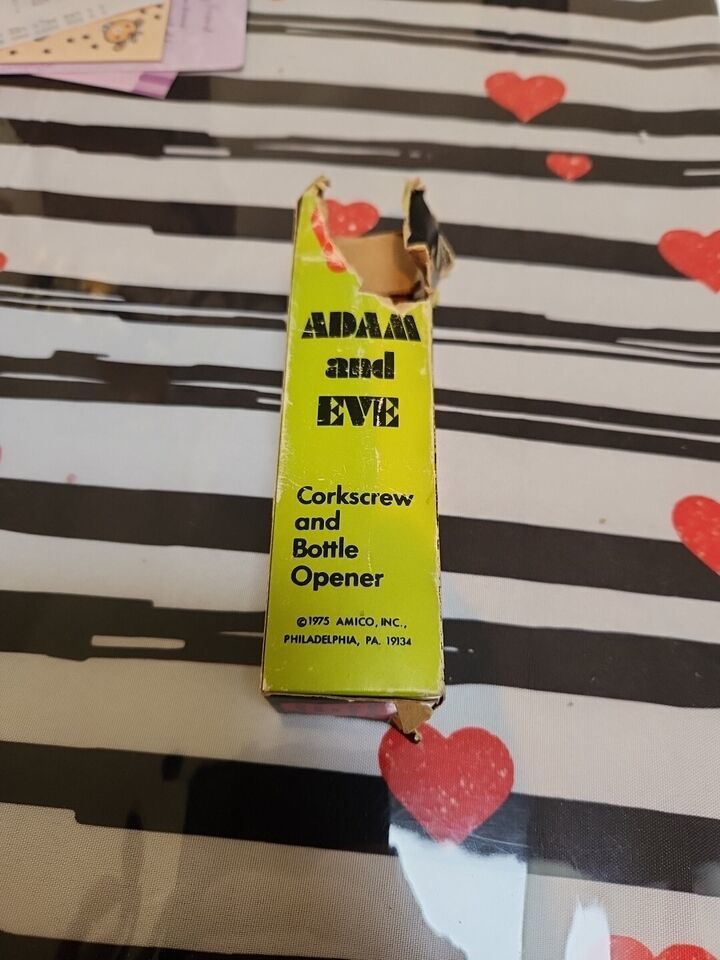 ADAM
and
EVE
Corkscrew
and
Bottle
Opener
©1975 AMICO, INC.,
PHILADELPHIA, PA. 19134